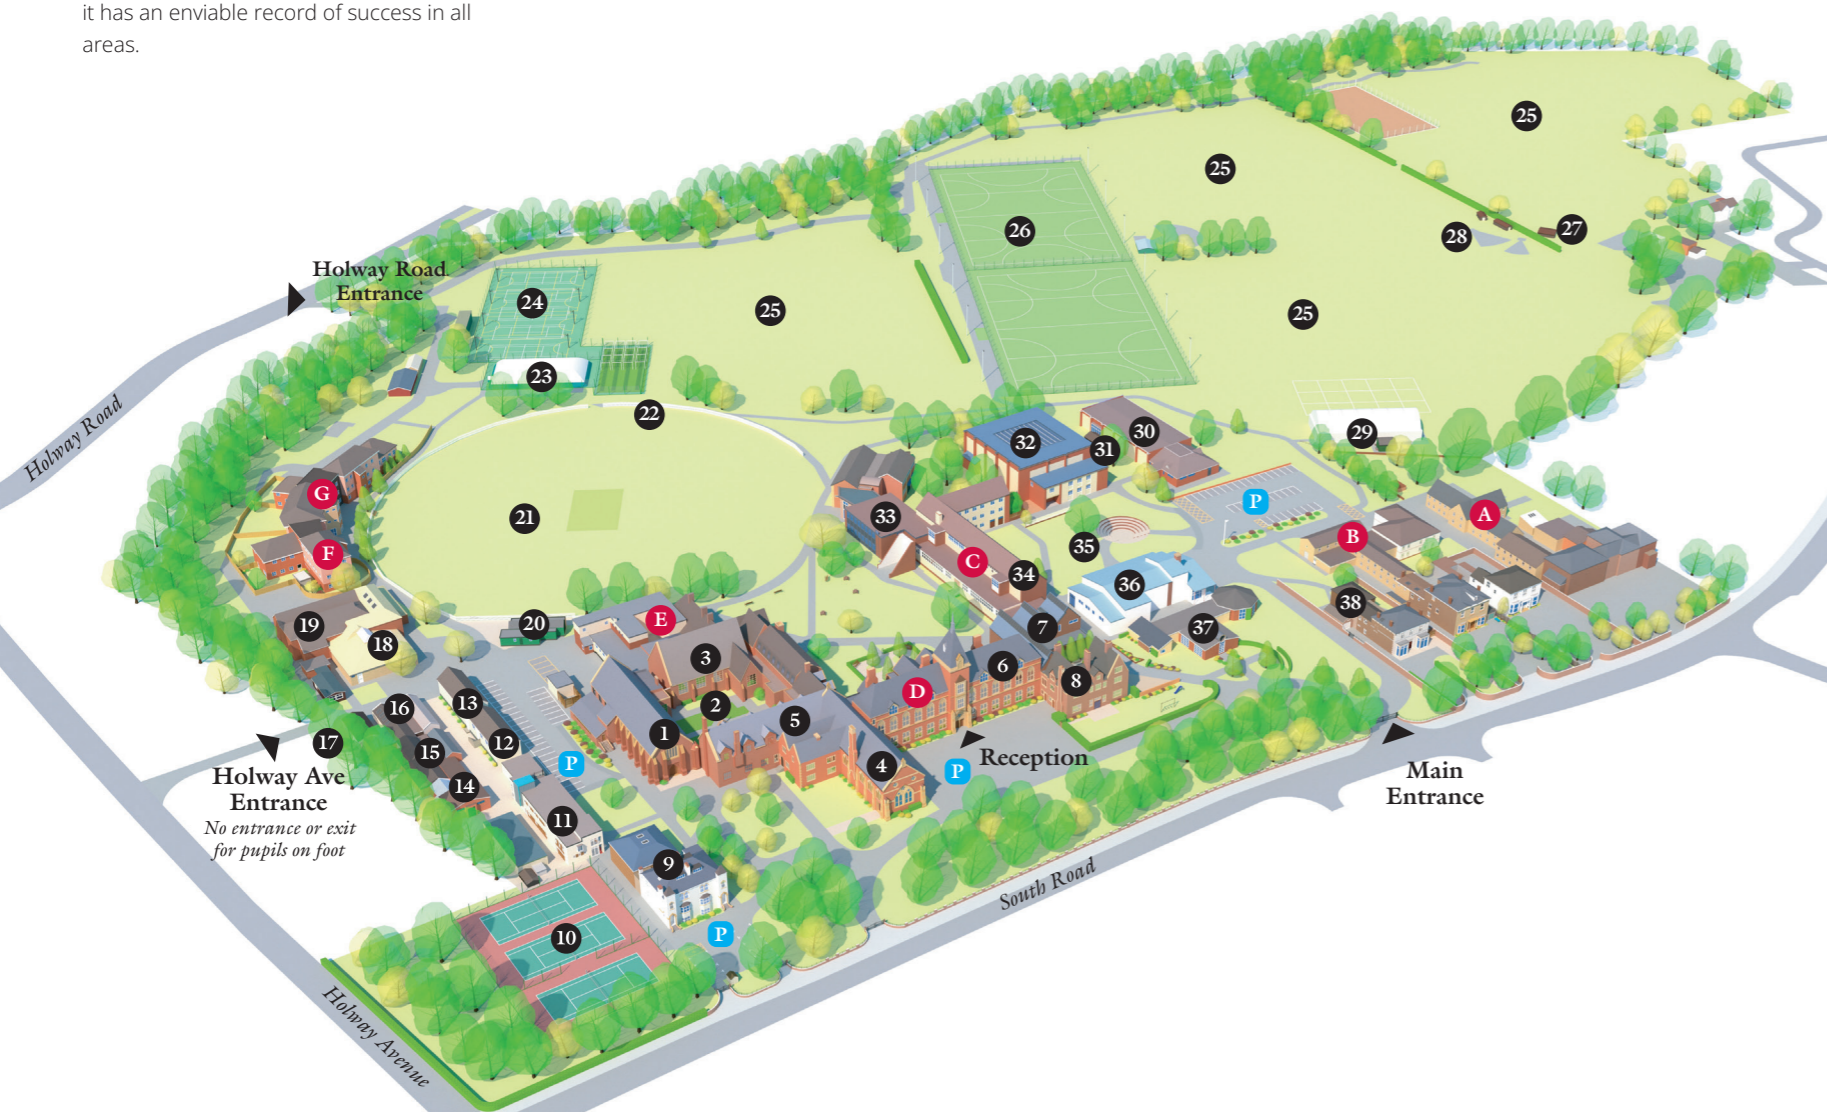 it has an enviable record of success in all
areas.
25
25
26
28
27
Holway Road
Entrance
24
25
25
23
22
29
32
31
30
Holway Road
G
21
33
P
A
F
C
34
35
36
B
38
19
18
20
E
3
7
37
6
8
D
16
13
2
5
1
17
15
12
P
14
4
P
Reception
Holway Ave
Entrance
No entrance or exit
for pupils on foot
Main
Entrance
11
9
South Road
10
P
Holway Avenue